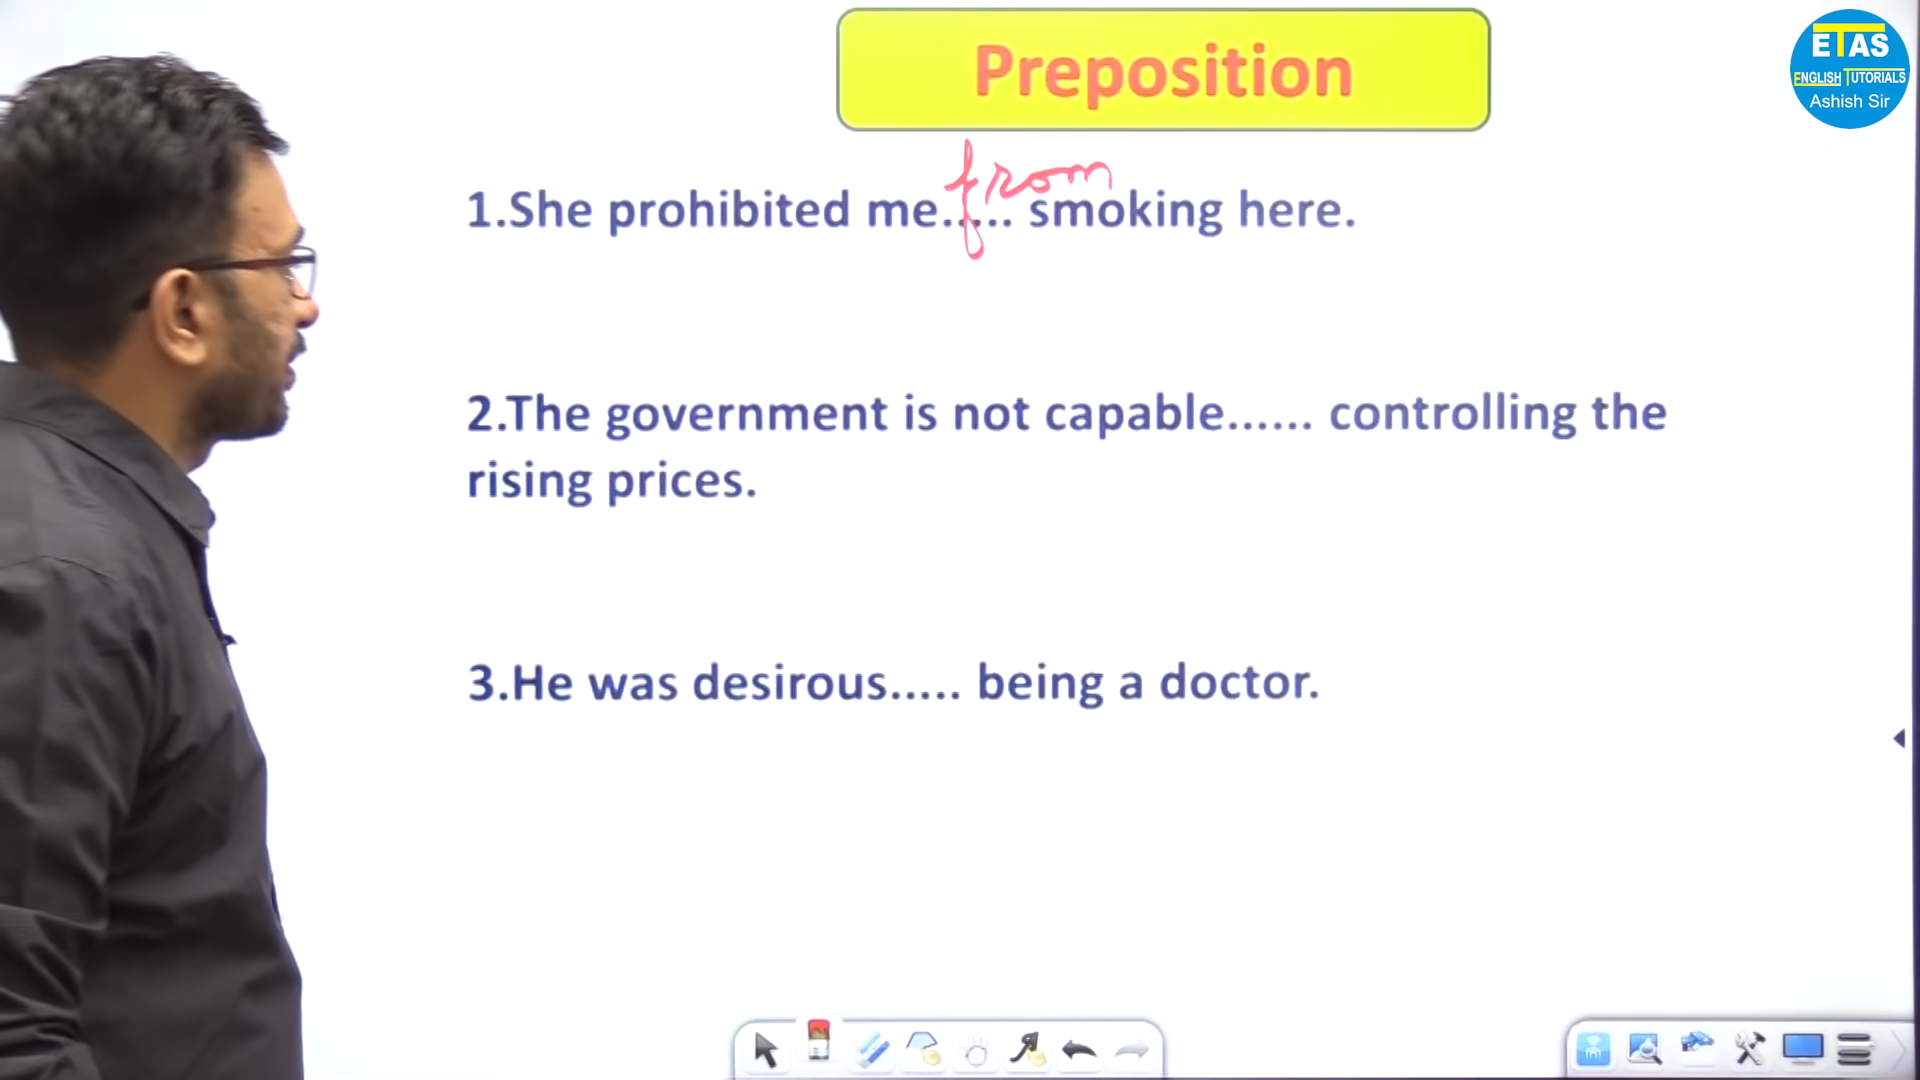 Preposition
ETAS
ENGLISH TUTORIALS
Ashish Sir
from
1.She prohibited me..... smoking here.
2.The government is not capable...... controlling the
rising prices.
3.He was desirous..... being a doctor.